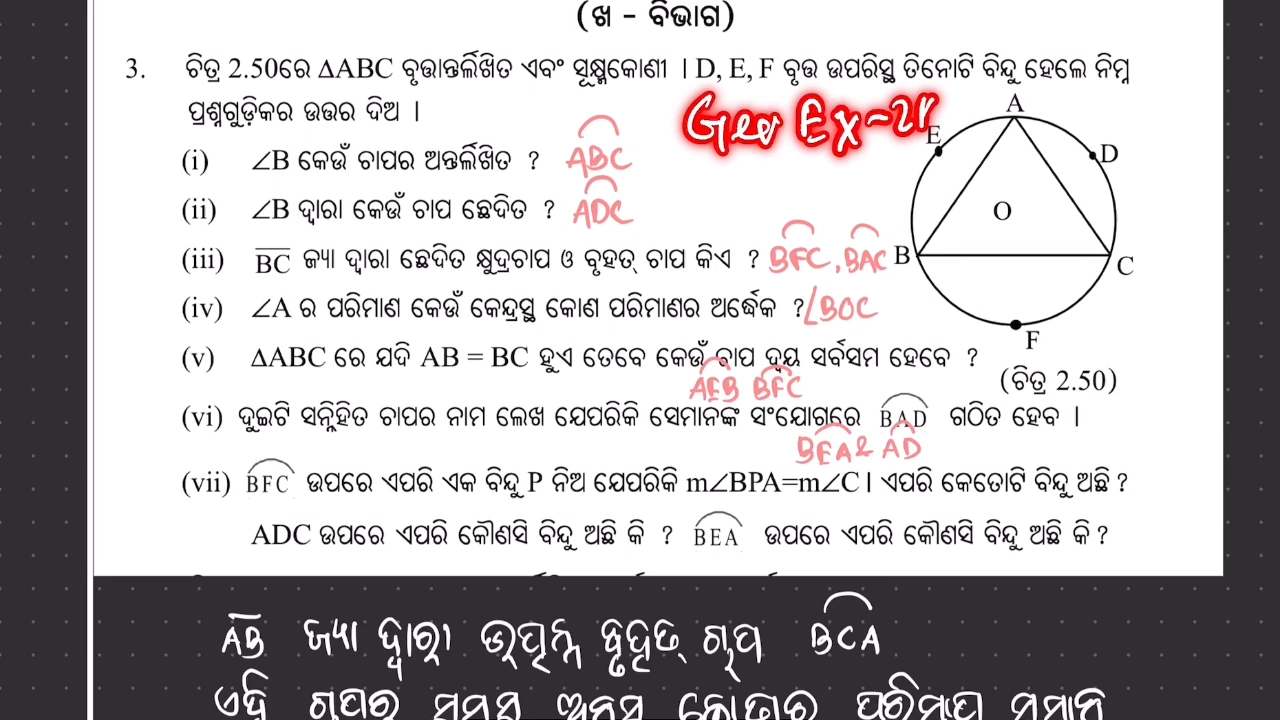 (ଖ - ବିଭାଗ)
3. ଚିତ୍ର 2.50ରେ ΔABC ବୃତ୍ତାନ୍ତର୍ଲିଖିତ ଏବଂ ସୂକ୍ଷ୍ମକୋଣୀ । D, E, F ବୃତ୍ତ ଉପରିସ୍ଥ ତିନୋଟି ବିନ୍ଦୁ ହେଲେ ନିମ୍ନ
ପ୍ରଶ୍ନଗୁଡ଼ିକର ଉତ୍ତର ଦିଅ ।
Geo Ex-2
(i) ∠B କେଉଁ ଚାପର ଅନ୍ତର୍ଲିଖିତ ? ABC
(ii) ∠B ଦ୍ୱାରା କେଉଁ ଚାପ ଛେଦିତ ? ADC
(iii) BC ଜ୍ୟା ଦ୍ୱାରା ଛେଦିତ କ୍ଷୁଦ୍ରଚାପ ଓ ବୃହତ୍ ଚାପ କିଏ ? BFC, BAC
(iv) ∠A ର ପରିମାଣ କେଉଁ କେନ୍ଦ୍ରସ୍ଥ କୋଣ ପରିମାଣର ଅର୍ଦ୍ଧେକ ? ∠BOC
(v) ΔABC ରେ ଯଦି AB = BC ହୁଏ ତେବେ କେଉଁ ଚାପ ଦ୍ୱୟ ସର୍ବସମ ହେବେ ?
AEB BFC
(vi) ଦୁଇଟି ସନ୍ନିହିତ ଚାପର ନାମ ଲେଖ ଯେପରିକି ସେମାନଙ୍କ ସଂଯୋଗରେ BAD ଗଠିତ ହେବ ।
BEA & AD
(vii) BFC ଉପରେ ଏପରି ଏକ ବିନ୍ଦୁ P ନିଅ ଯେପରିକି m∠BPA=m∠C । ଏପରି କେତୋଟି ବିନ୍ଦୁ ଅଛି ?
ADC ଉପରେ ଏପରି କୌଣସି ବିନ୍ଦୁ ଅଛି କି ? BEA ଉପରେ ଏପରି କୌଣସି ବିନ୍ଦୁ ଅଛି କି ?
A
E
D
O
B
C
F
(ଚିତ୍ର 2.50)
AB ଜ୍ୟା ଦ୍ୱାରା ଉତ୍ପନ୍ନ ବୃହତ୍ ଚାପ BCA